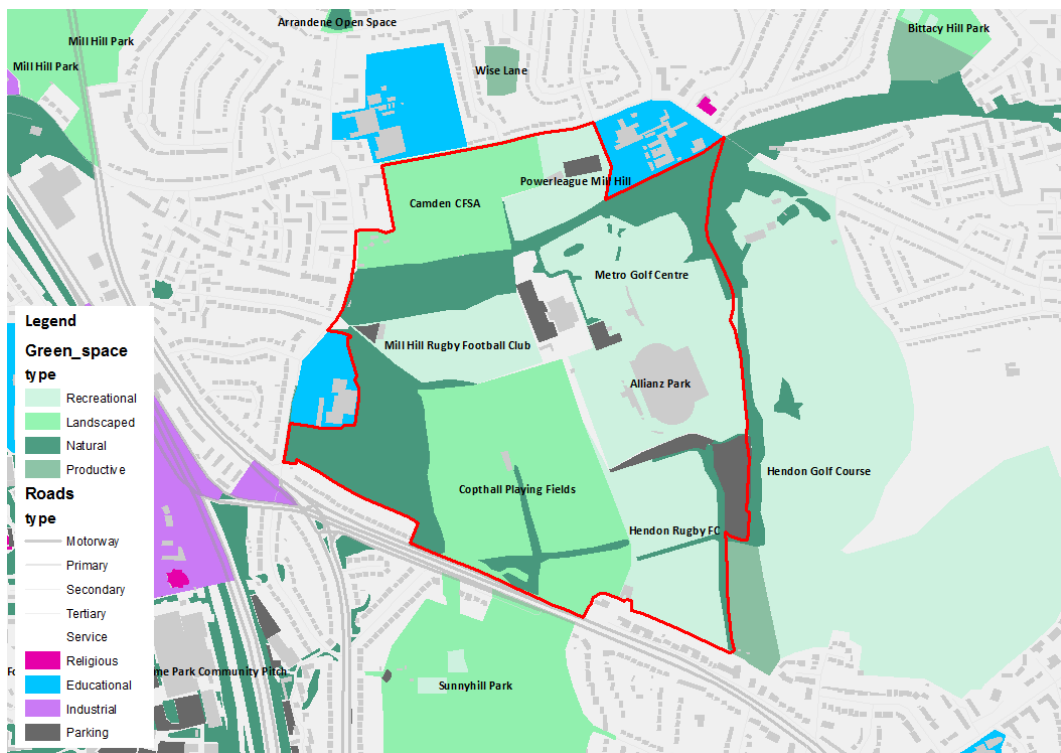 Arrandene Open Space
Bittacy Hill Park
Mill Hill Park
Mill Hill Park
Wise Lane
Powerleague Mill Hill
Camden CFSA
Metro Golf Centre
Mill Hill Rugby Football Club
Allianz Park
Hendon Golf Course
Copthall Playing Fields
Hendon Rugby FC
me Park Community Pitch
Sunnyhill Park
Legend
Green_space
type
Recreational
Landscaped
Natural
Productive
Roads
type
Motorway
Primary
Secondary
Tertiary
Service
Religious
Educational
Industrial
Parking